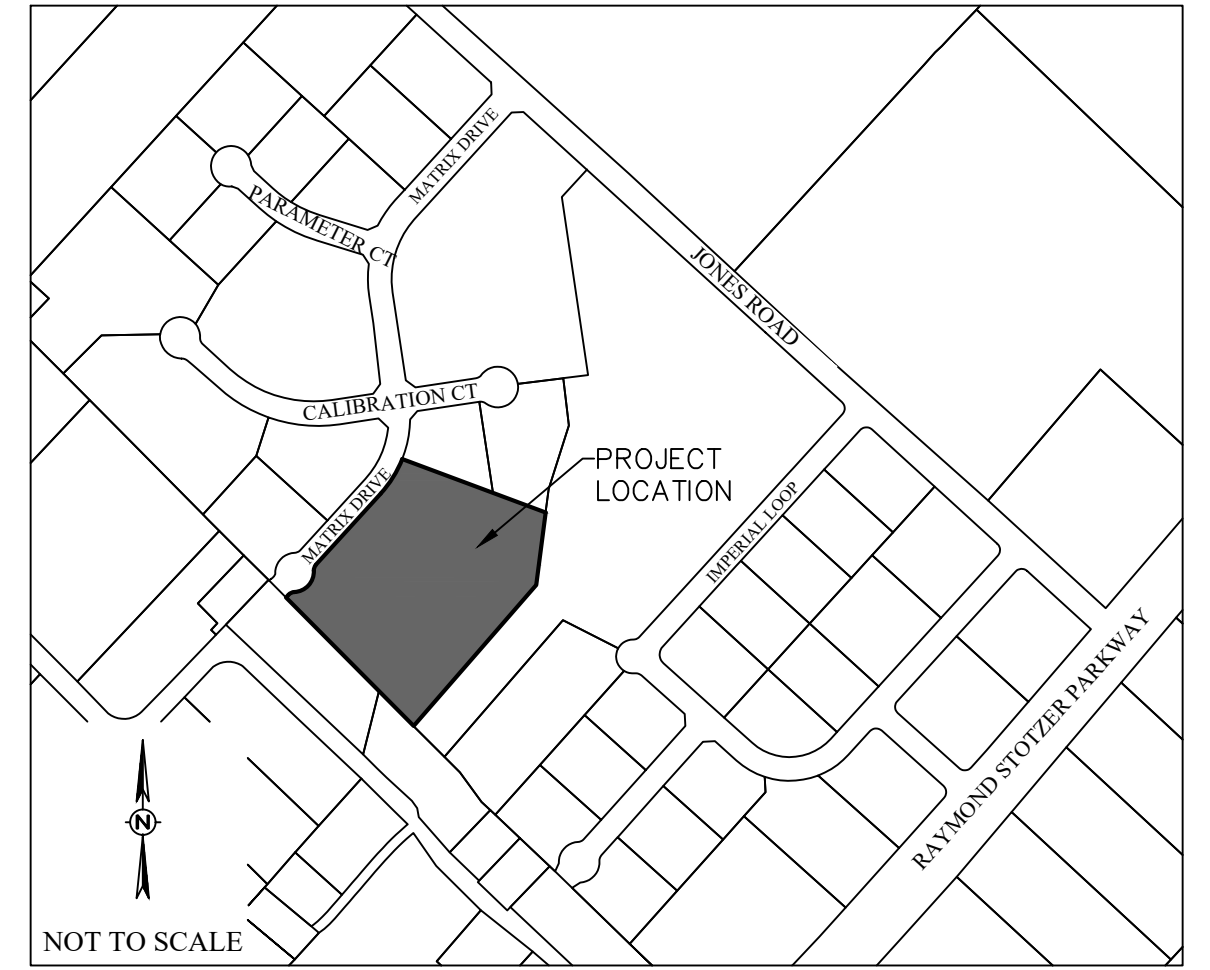 MATRIX DRIVE
PARAMETER CT
JONES ROAD
CALIBRATION CT
PROJECT
LOCATION
MATRIX DRIVE
IMPERIAL LOOP
RAYMOND STOTZER PARKWAY
N
NOT TO SCALE